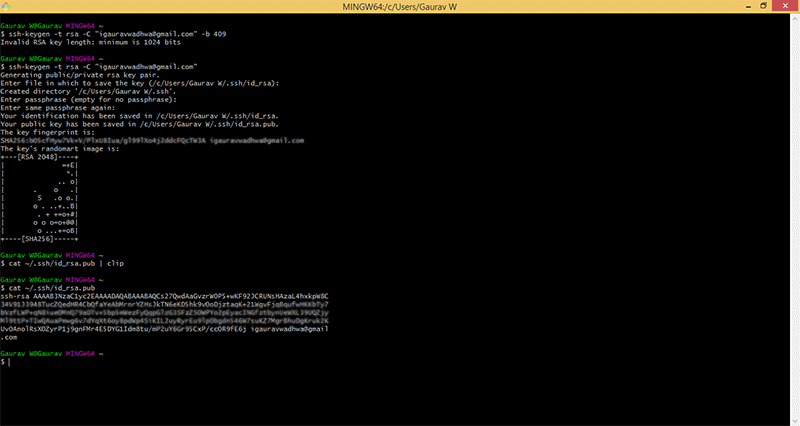 MINGW64:/c/Users/Gaurav W
Gaurav W@Gaurav MINGW64 ~
$ ssh-keygen -t rsa -C "igauravwadhwa@gmail.com" -b 409
Invalid RSA key length: minimum is 1024 bits
Gaurav W@Gaurav MINGW64 ~
$ ssh-keygen -t rsa -C "igauravwadhwa@gmail.com"
Generating public/private rsa key pair.
Enter file in which to save the key (/c/Users/Gaurav W/.ssh/id_rsa):
Created directory '/c/Users/Gaurav W/.ssh'.
Enter passphrase (empty for no passphrase):
Enter same passphrase again:
Your identification has been saved in /c/Users/Gaurav W/.ssh/id_rsa.
Your public key has been saved in /c/Users/Gaurav W/.ssh/id_rsa.pub.
The key fingerprint is:
igauravwadhwa@gmail.com
The key's randomart image is:
+---[RSA 2048]----+
|              =+E|
|               *.|
|             .. o|
|      .    o   .|
|       S   .o o.|
|      o . ..+..B|
|       . + +=o+#|
|      o o o=o+@@|
|       o ...+=oB|
+----[SHA256]-----+
Gaurav W@Gaurav MINGW64 ~
$ cat ~/.ssh/id_rsa.pub | clip
Gaurav W@Gaurav MINGW64 ~
$ cat ~/.ssh/id_rsa.pub
ssh-rsa
igauravwadhwa@gmail
.com
Gaurav W@Gaurav MINGW64 ~
$